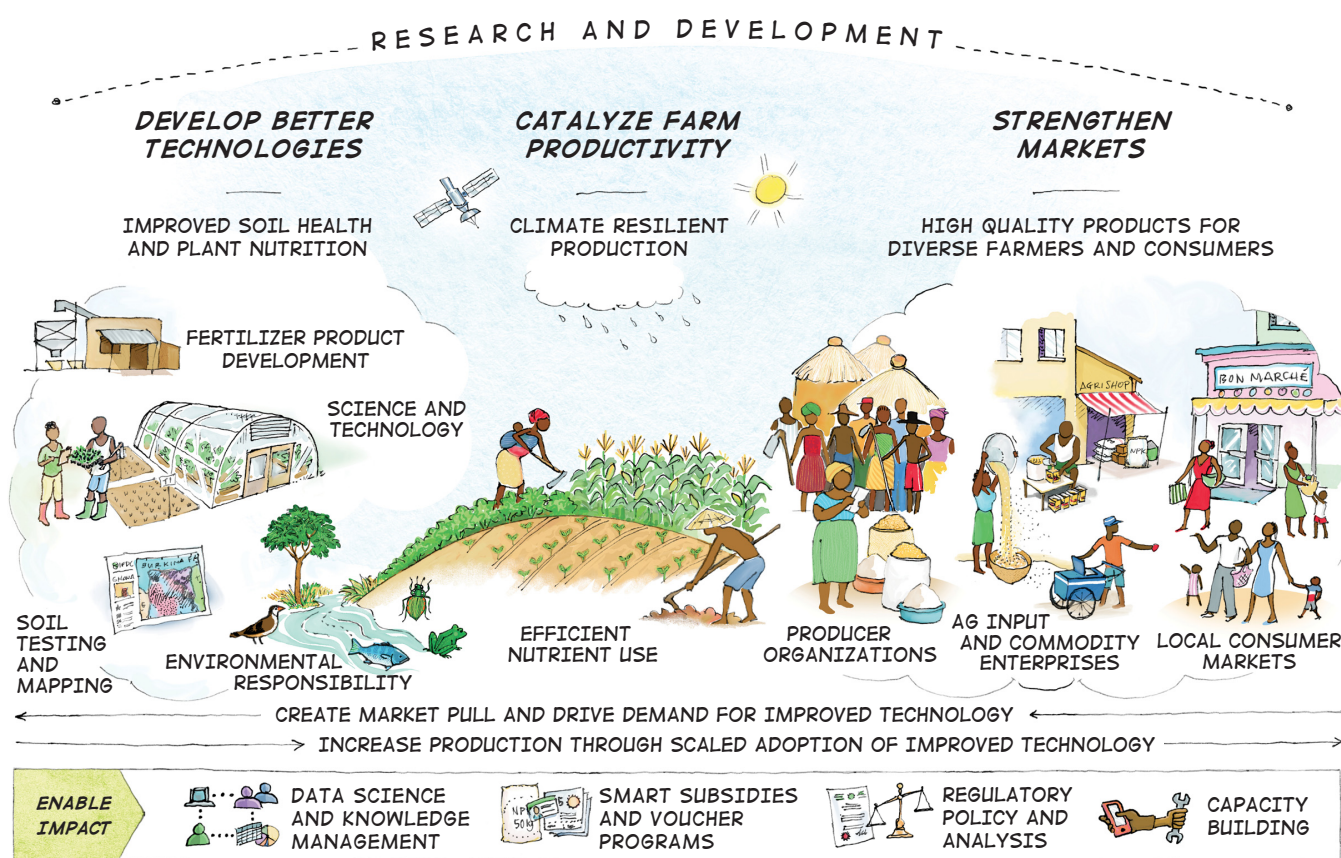 RESEARCH AND DEVELOPMENT
DEVELOP BETTER
TECHNOLOGIES
IMPROVED SOIL HEALTH
AND PLANT NUTRITION
FERTILIZER PRODUCT
DEVELOPMENT
SCIENCE AND
TECHNOLOGY
SOIL
TESTING
AND
MAPPING
BURKINA FA
ENVIRONMENTAL
RESPONSIBILITY
CATALYZE FARM
PRODUCTIVITY
CLIMATE RESILIENT
PRODUCTION
EFFICIENT
NUTRIENT USE
STRENGTHEN
MARKETS
HIGH QUALITY PRODUCTS FOR
DIVERSE FARMERS AND CONSUMERS
AGRISHOP
NPK
BON MARCHÉ
PRODUCER
ORGANIZATIONS
AG INPUT
AND COMMODITY
ENTERPRISES
LOCAL CONSUMER
MARKETS
CREATE MARKET PULL AND DRIVE DEMAND FOR IMPROVED TECHNOLOGY
INCREASE PRODUCTION THROUGH SCALED ADOPTION OF IMPROVED TECHNOLOGY
ENABLE
IMPACT
DATA SCIENCE
AND KNOWLEDGE
MANAGEMENT
NPK
50kg
5
SMART SUBSIDIES
AND VOUCHER
PROGRAMS
REGULATORY
POLICY AND
ANALYSIS
CAPACITY
BUILDING